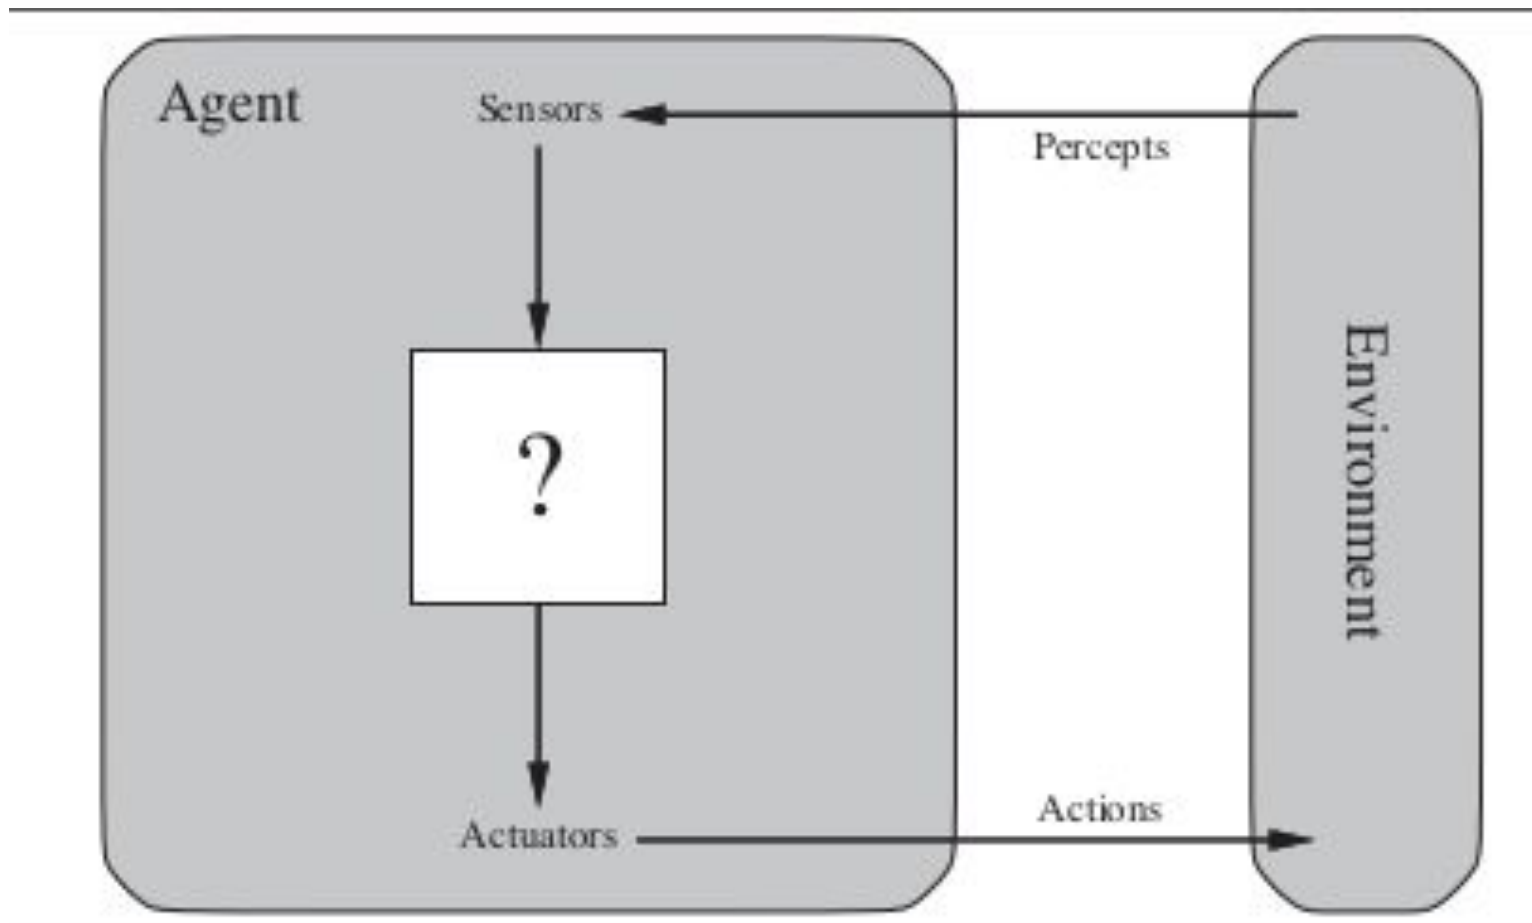 Agent
Sensors
Percepts
?
Environment
Actions
Actuators